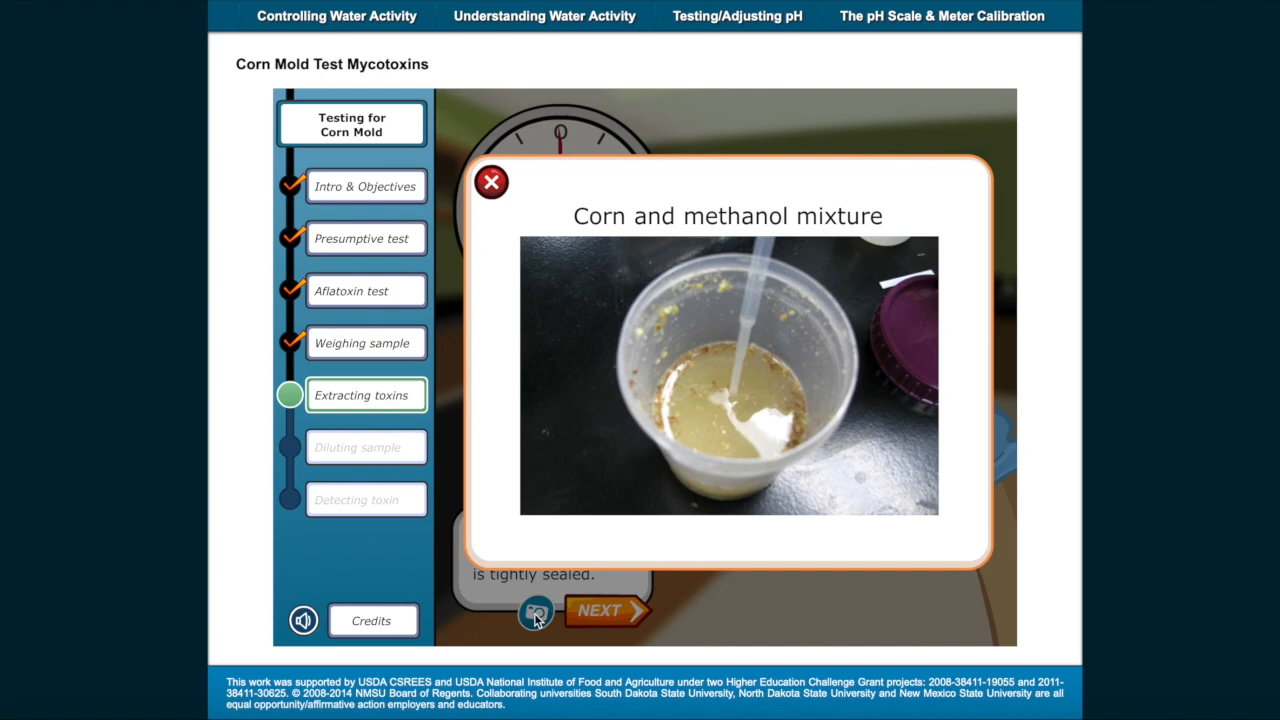 Controlling Water Activity Understanding Water Activity Testing/Adjusting pH The pH Scale & Meter Calibration
Corn Mold Test Mycotoxins
Testing for
Corn Mold
Intro & Objectives
Presumptive test
Aflatoxin test
Weighing sample
Extracting toxins
Diluting sample
Detecting toxin
Credits
0
Corn and methanol mixture
is tightly sealed.
NEXT
This work was supported by USDA CSREES and USDA National Institute of Food and Agriculture under two Higher Education Challenge Grant projects: 2008-38411-19055 and 2011-
38411-30625. © 2008-2014 NMSU Board of Regents. Collaborating universities South Dakota State University, North Dakota State University and New Mexico State University are all
equal opportunity/affirmative action employers and educators.